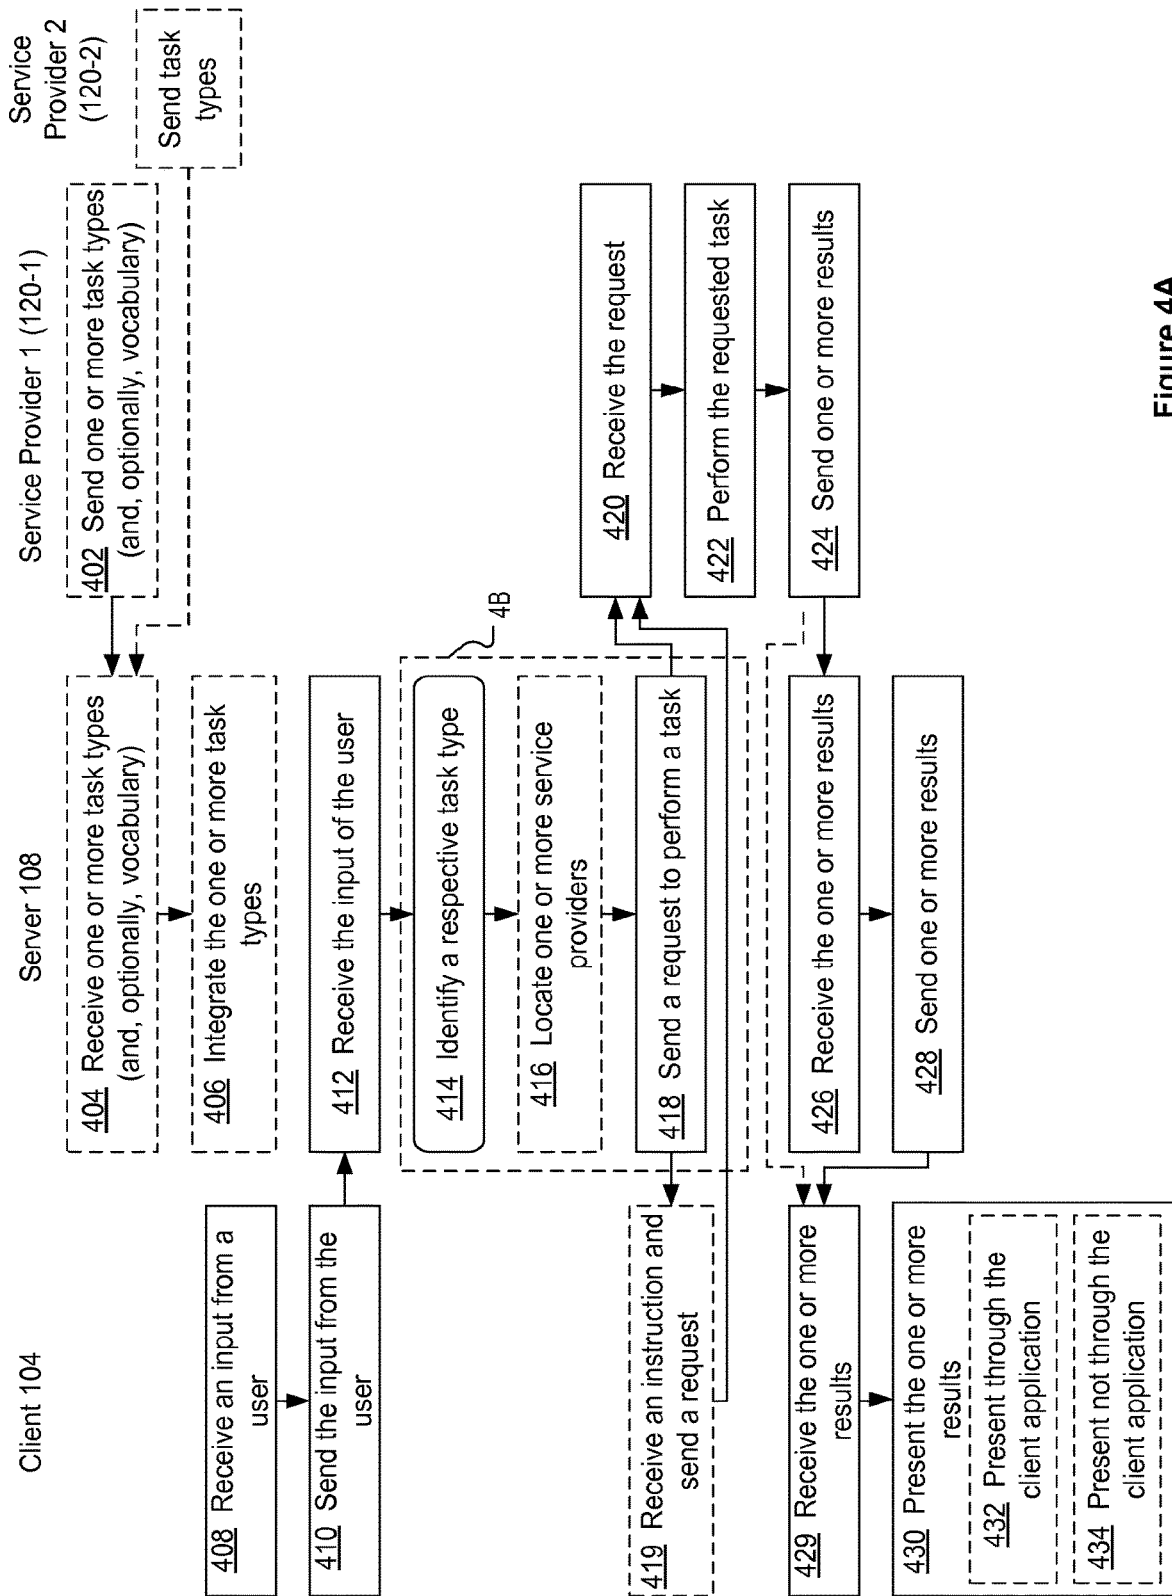 Client 104
Server 108
Service Provider 1 (120-1)
Service
Provider 2
(120-2)
402 Send one or more task types
(and, optionally, vocabulary)
Send task
types
404 Receive one or more task types
(and, optionally, vocabulary)
406 Integrate the one or more task
types
408 Receive an input from a
user
410 Send the input from the
user
412 Receive the input of the user
4B
414 Identify a respective task type
416 Locate one or more service
providers
418 Send a request to perform a task
419 Receive an instruction and
send a request
420 Receive the request
422 Perform the requested task
424 Send one or more results
426 Receive the one or more results
428 Send one or more results
429 Receive the one or more
results
430 Present the one or more
results
432 Present through the
client application
434 Present not through the
client application
Figure 4A